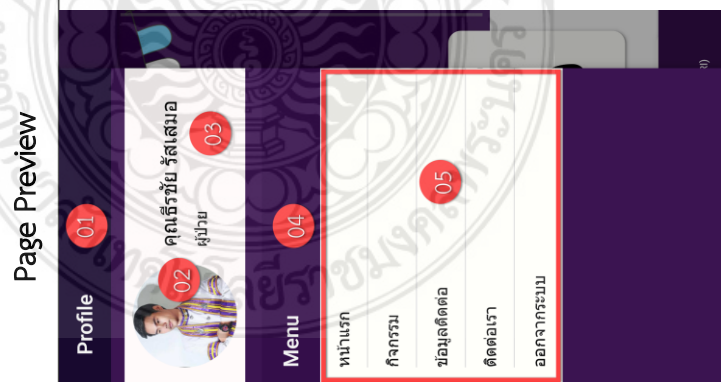 Page Preview
Profile
01
02
คุณธีรชัย รัสเสมอ
03
ผู้ป่วย
Menu
04
หน้าแรก
กิจกรรม
ข้อมูลติดต่อ
05
ติดต่อเรา
ออกจากระบบ